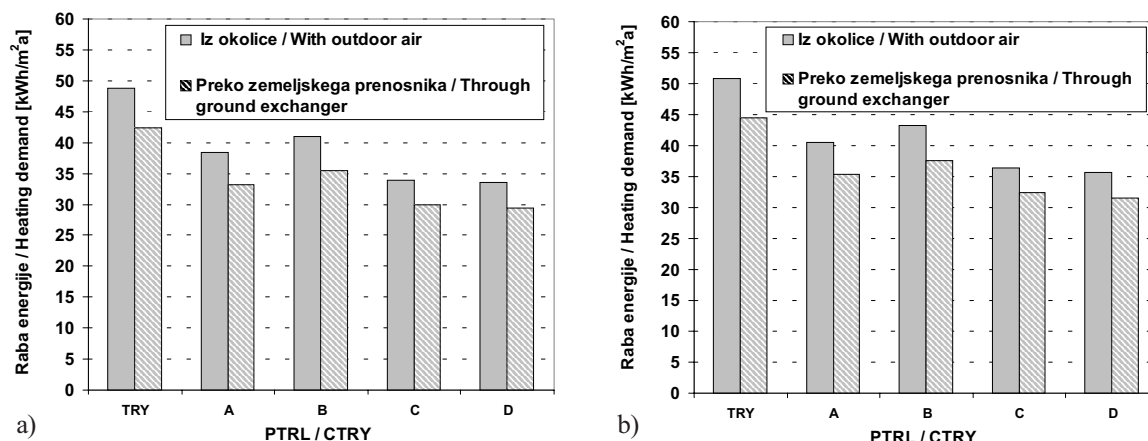 Raba energije / Heating demand [kWh/m²a]
60
55
50
45
40
35
30
25
20
15
10
5
0
Iz okolice / With outdoor air
Preko zemeljskega prenosnika / Through
ground exchanger
TRY A B C D
PTRL / CTRY
a)
Raba energije / Heating demand [kWh/m²a]
60
55
50
45
40
35
30
25
20
15
10
5
0
Iz okolice / With outdoor air
Preko zemeljskega prenosnika / Through
ground exchanger
TRY A B C D
PTRL / CTRY
b)